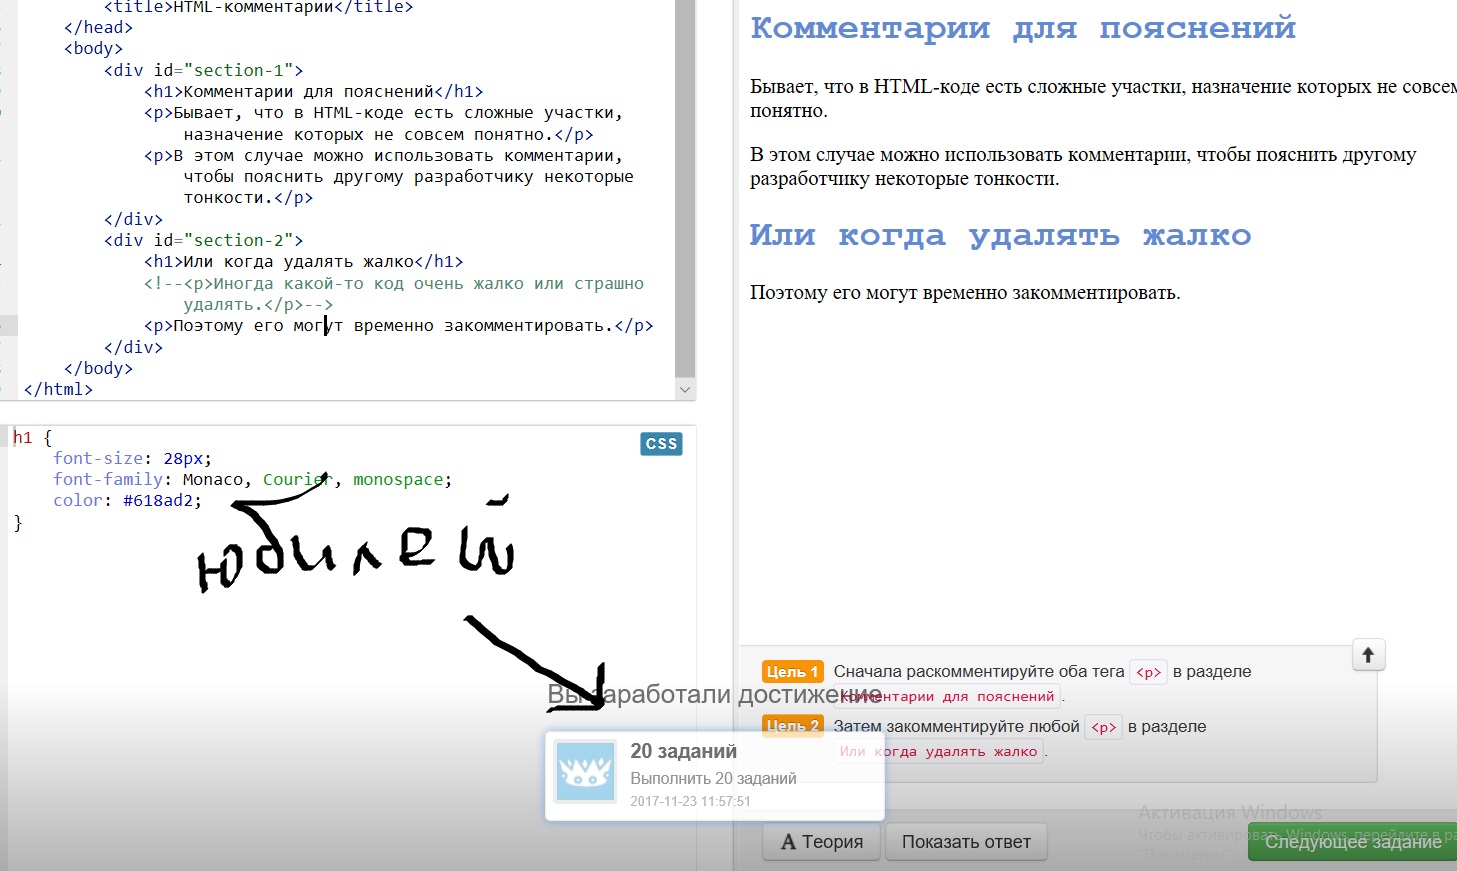 <title>HTML-комментарии</title>
</head>
<body>
<div id="section-1">
<h1>Комментарии для пояснений</h1>
<p>Бывает, что в HTML-коде есть сложные участки,
назначение которых не совсем понятно.</p>
<p>В этом случае можно использовать комментарии,
чтобы пояснить другому разработчику некоторые
тонкости.</p>
</div>
<div id="section-2">
<h1>Или когда удалять жалко</h1>
<!--<p>Иногда какой-то код очень жалко или страшно
удалять.</p>-->
<p>Поэтому его могут временно закомментировать.</p>
</div>
</body>
</html>
h1 {
font-size: 28px;
font-family: Monaco, Courier, monospace;
color: #618ad2;
}
CSS
юбилей
Комментарии для пояснений
Бывает, что в HTML-коде есть сложные участки, назначение которых не совсем
понятно.
В этом случае можно использовать комментарии, чтобы пояснить другому
разработчику некоторые тонкости.
Или когда удалять жалко
Поэтому его могут временно закомментировать.
Цель 1 Сначала раскомментируйте оба тега <p> в разделе
Комментарии для пояснений.
Цель 2 Затем закомментируйте любой <p> в разделе
Или когда удалять жалко.
Вы заработали достижение
20 заданий
Выполнить 20 заданий
2017-11-23 11:57:51
Активация Windows
Чтобы активировать Windows, перейдите в
"Параметры".
A Теория
Показать ответ
Следующее задание